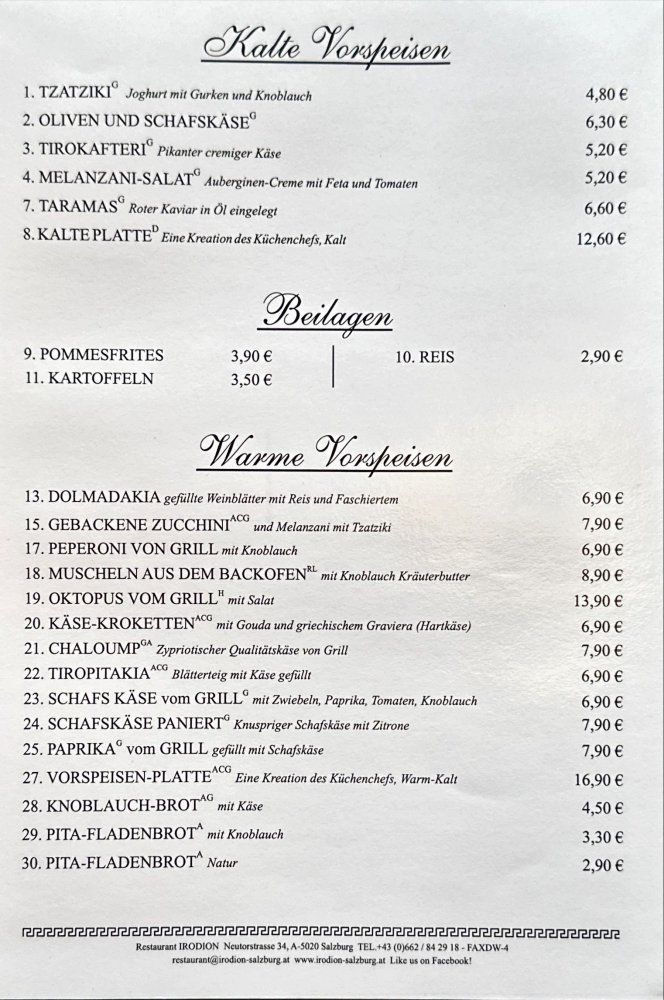 Kalte Vorspeisen
1. TZATZIKI G Joghurt mit Gurken und Knoblauch 4,80 €
2. OLIVEN UND SCHAFSKÄSE G 6,30 €
3. TIROKAFTERI G Pikanter cremiger Käse 5,20 €
4. MELANZANI-SALAT G Auberginen-Creme mit Feta und Tomaten 5,20 €
7. TARAMAS G Roter Kaviar in Öl eingelegt 6,60 €
8. KALTE PLATTE D Eine Kreation des Küchenchefs, Kalt 12,60 €
Beilagen
9. POMMESFRITES 3,90 € 10. REIS 2,90 €
11. KARTOFFELN 3,50 €
Warme Vorspeisen
13. DOLMADAKIA gefüllte Weinblätter mit Reis und Faschiertem 6,90 €
15. GEBACKENE ZUCCHINI ACG und Melanzani mit Tzatziki 7,90 €
17. PEPERONI VON GRILL mit Knoblauch 6,90 €
18. MUSCHELN AUS DEM BACKOFEN RL mit Knoblauch Kräuterbutter 8,90 €
19. OKTOPUS VOM GRILL H mit Salat 13,90 €
20. KÄSE-KROKETTEN ACG mit Gouda und griechischem Graviera (Hartkäse) 6,90 €
21. CHALOUMP GA Zypriotischer Qualitätskäse von Grill 7,90 €
22. TIROPITAKIA ACG Blätterteig mit Käse gefüllt 6,90 €
23. SCHAFS KÄSE vom GRILL G mit Zwiebeln, Paprika, Tomaten, Knoblauch 6,90 €
24. SCHAFSKÄSE PANIERT G Knuspriger Schafskäse mit Zitrone 7,90 €
25. PAPRIKA G vom GRILL gefüllt mit Schafskäse 7,90 €
27. VORSPEISEN-PLATTE ACG Eine Kreation des Küchenchefs, Warm-Kalt 16,90 €
28. KNOBLAUCH-BROT AG mit Käse 4,50 €
29. PITA-FLADENBROT A mit Knoblauch 3,30 €
30. PITA-FLADENBROT A Natur 2,90 €
Restaurant IRODION Neutorstrasse 34, A-5020 Salzburg TEL.+43 (0)662 / 84 29 18 - FAXDW-4
restaurant@irodion-salzburg.at www.irodion-salzburg.at Like us on Facebook!